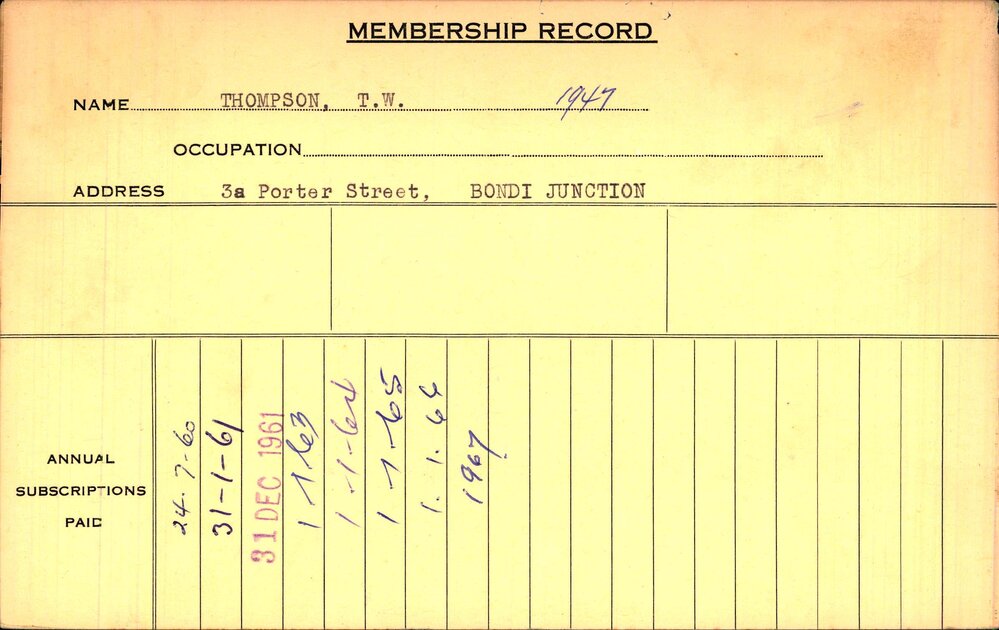 MEMBERSHIP RECORD
NAME THOMPSON, T.W. 1947
OCCUPATION
ADDRESS 3a Porter Street, BONDI JUNCTION
ANNUAL
SUBSCRIPTIONS
PAID
24-7-60
31-1-61
31 DEC 1961
1-1-63
1-1-64
1-1-65
1.1.66
1967